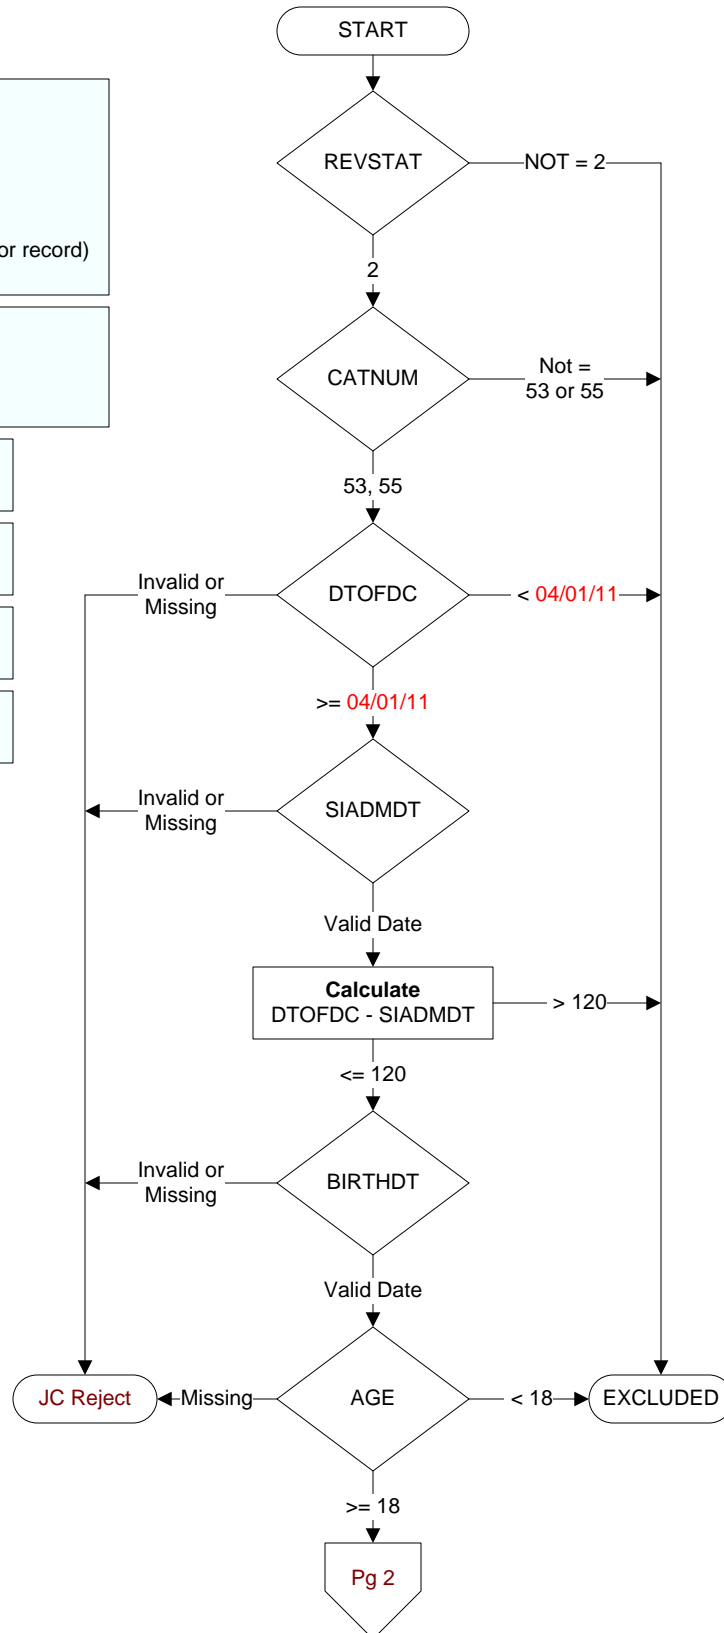 START
REVSTAT
NOT = 2
or record)
2
CATNUM
Not =
53 or 55
53, 55
Invalid or
Missing
DTOFDC
< 04/01/11
>= 04/01/11
Invalid or
Missing
SIADMDT
Valid Date
Calculate
DTOFDC - SIADMDT
> 120
<= 120
Invalid or
Missing
BIRTHDT
Valid Date
JC Reject
Missing
AGE
< 18
EXCLUDED
>= 18
Pg 2